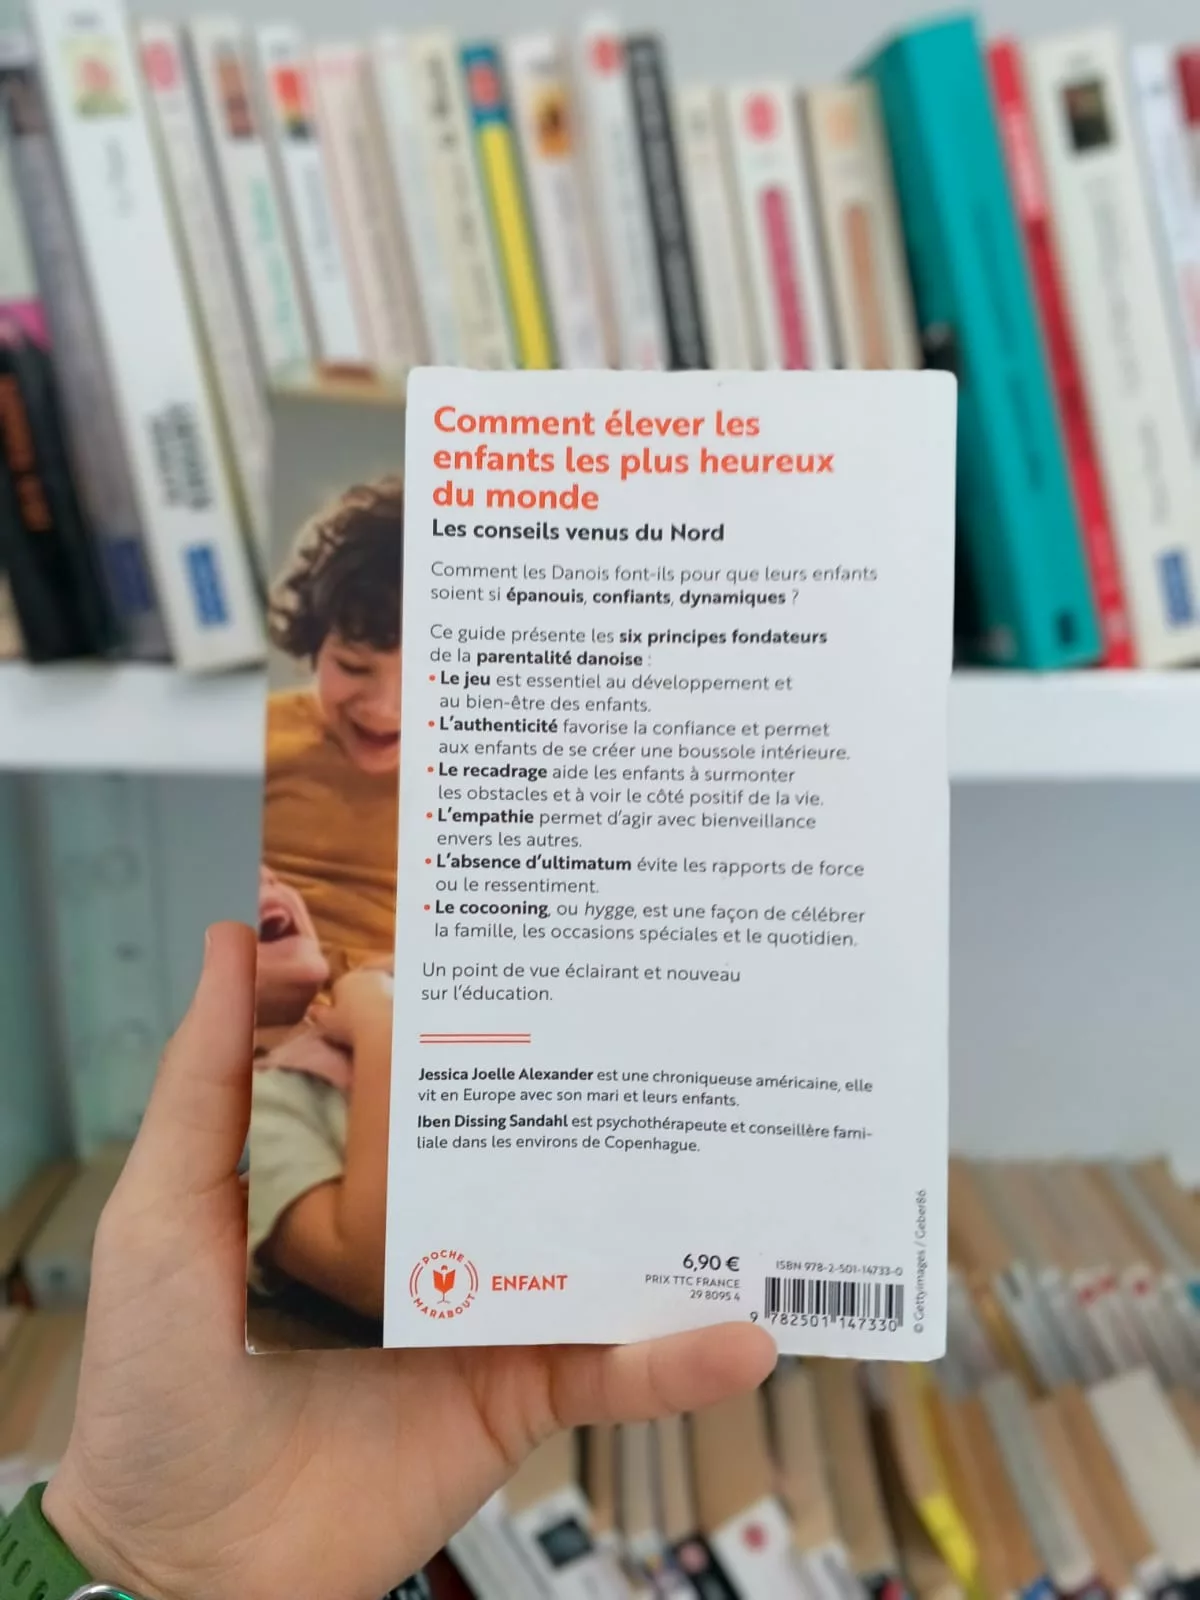 Comment élever les
enfants les plus heureux
du monde
Les conseils venus du Nord
Comment les Danois font-ils pour que leurs enfants
soient si épanouis, confiants, dynamiques ?
Ce guide présente les six principes fondateurs
de la parentalité danoise :
• Le jeu est essentiel au développement et
au bien-être des enfants.
• L'authenticité favorise la confiance et permet
aux enfants de se créer une boussole intérieure.
• Le recadrage aide les enfants à surmonter
les obstacles et à voir le côté positif de la vie.
• L'empathie permet d'agir avec bienveillance
envers les autres.
• L'absence d'ultimatum évite les rapports de force
ou le ressentiment.
• Le cocooning, ou hygge, est une façon de célébrer
la famille, les occasions spéciales et le quotidien.
Un point de vue éclairant et nouveau
sur l'éducation.
Jessica Joelle Alexander est une chroniqueuse américaine, elle
vit en Europe avec son mari et leurs enfants.
Iben Dissing Sandahl est psychothérapeute et conseillère fami-
liale dans les environs de Copenhague.
POCHE
MARABOUT
ENFANT
6,90 €
PRIX TTC FRANCE
29 8095 4
ISBN 978-2-501-14733-0
9 782501 147330
© Gettyimages / Geber86